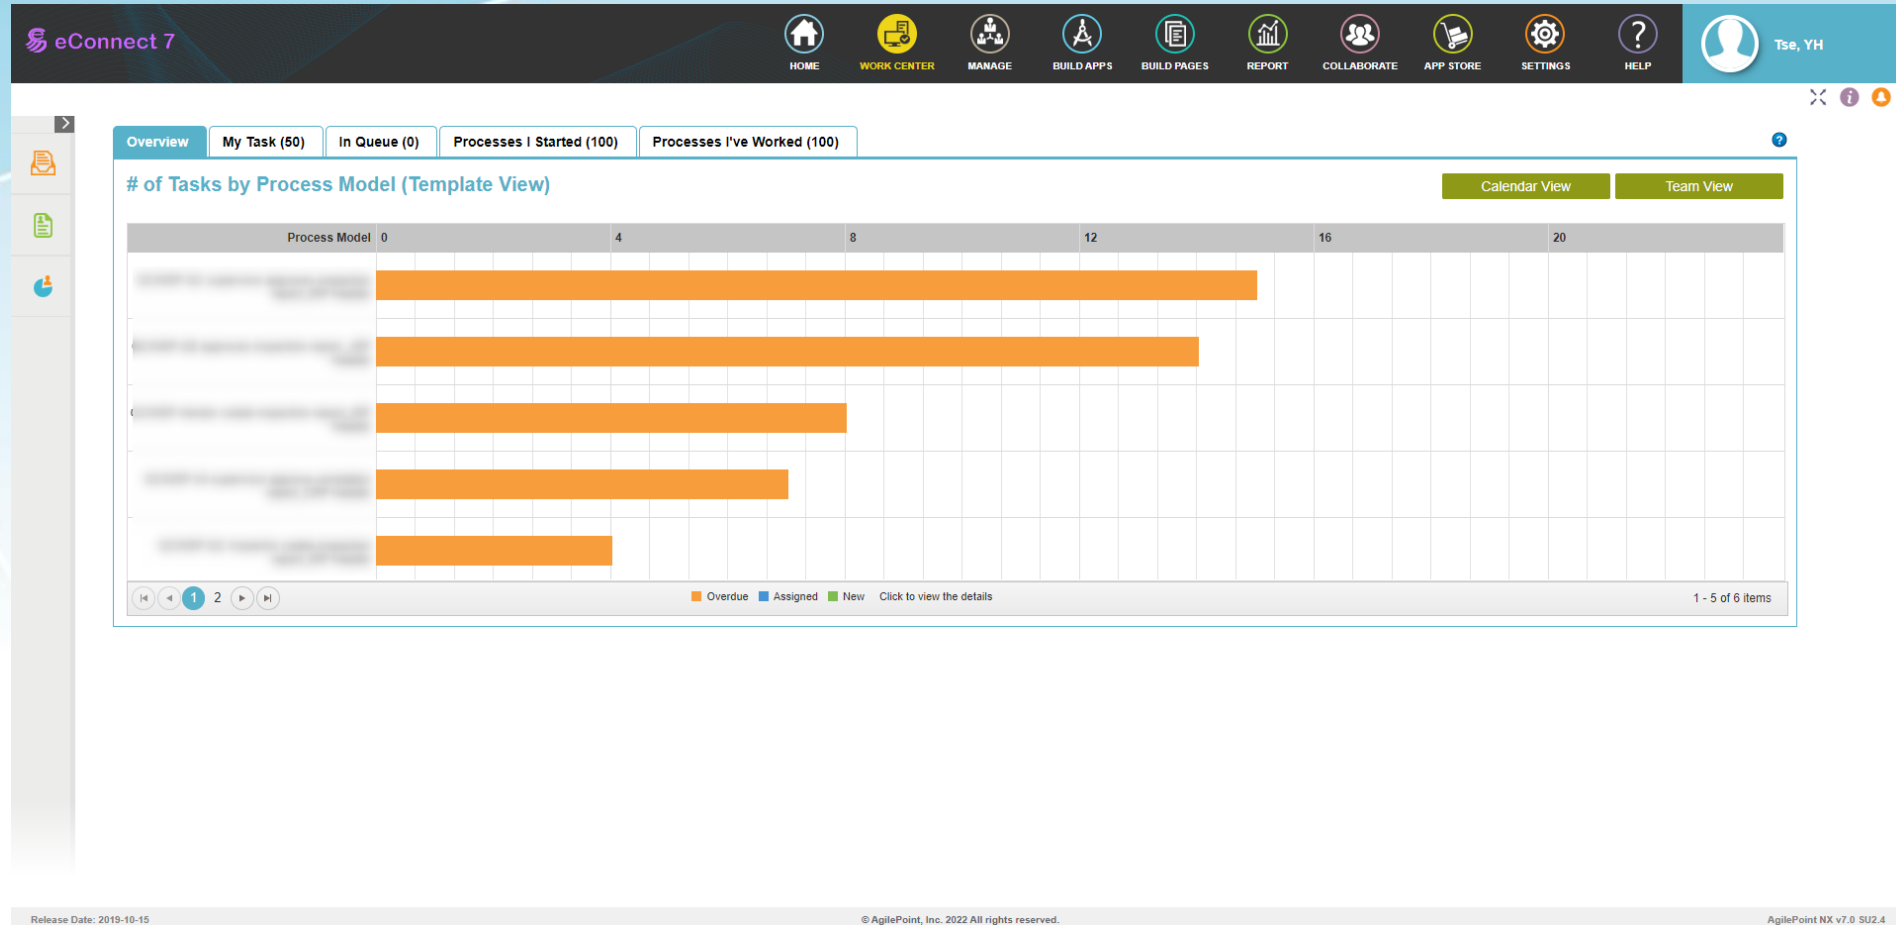 eConnect 7
HOME
WORK CENTER
MANAGE
BUILD APPS
BUILD PAGES
REPORT
COLLABORATE
APP STORE
SETTINGS
HELP
Tse, YH
Overview
My Task (50)
In Queue (0)
Processes I Started (100)
Processes I've Worked (100)
# of Tasks by Process Model (Template View)
Calendar View
Team View
Process Model 0 4 8 12 16 20
1 2
Overdue Assigned New Click to view the details
1 - 5 of 6 items
Release Date: 2019-10-15
© AgilePoint, Inc. 2022 All rights reserved.
AgilePoint NX v7.0 SU2.4